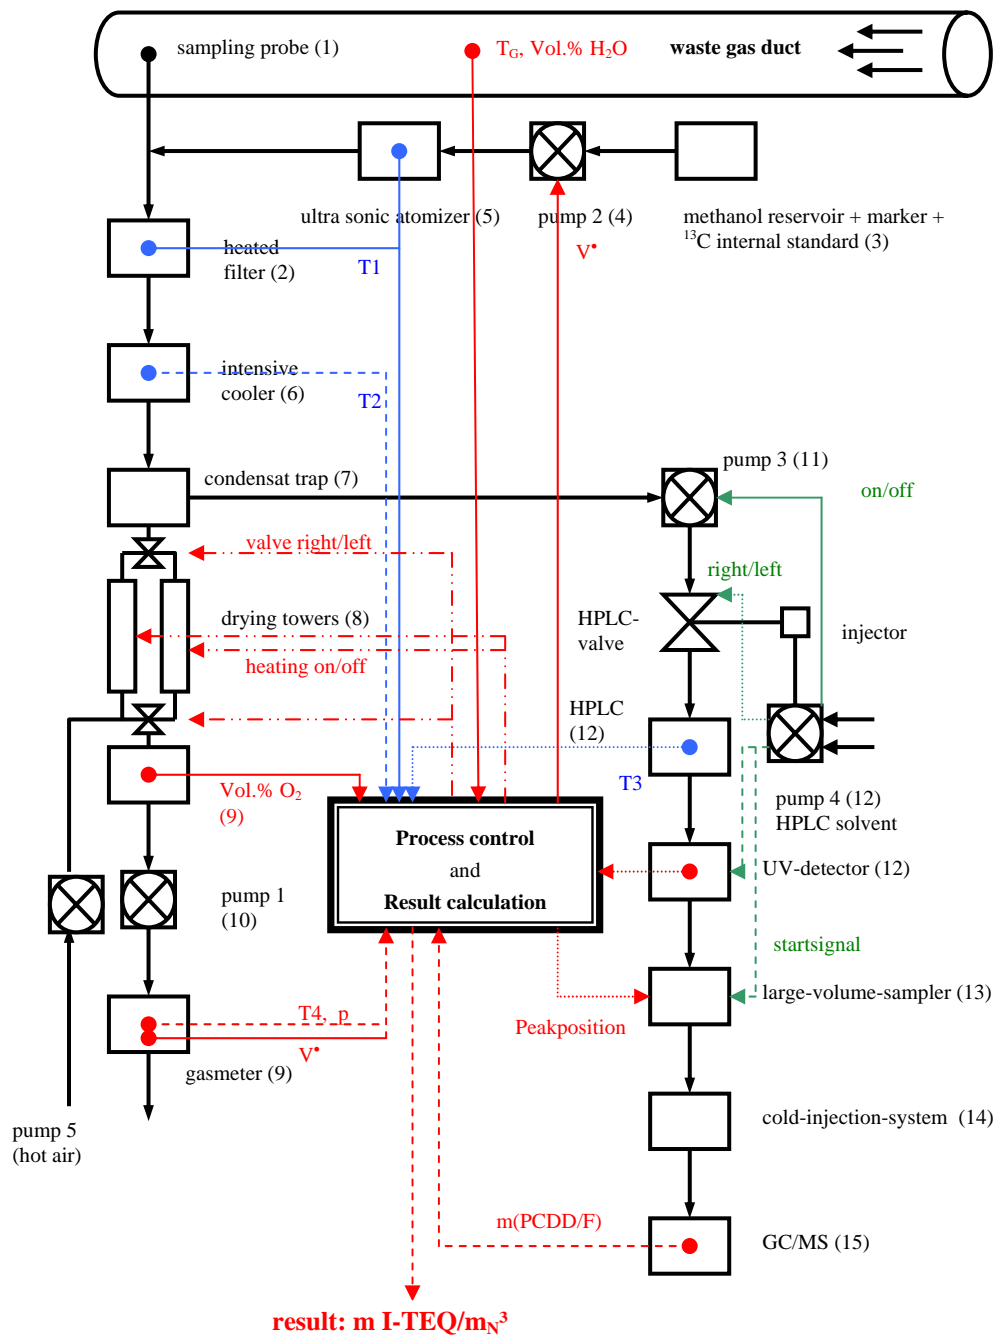 sampling probe (1)
T_G, Vol.% H₂O
waste gas duct
ultra sonic atomizer (5)
pump 2 (4)
methanol reservoir + marker +
¹³C internal standard (3)
V•
heated
filter (2)
T1
intensive
cooler (6)
T2
condensat trap (7)
pump 3 (11)
on/off
valve right/left
right/left
drying towers (8)
HPLC-
valve
injector
heating on/off
HPLC
(12)
T3
Vol.% O₂
(9)
pump 4 (12)
HPLC solvent
Process control
and
Result calculation
UV-detector (12)
pump 1
(10)
startsignal
large-volume-sampler (13)
T4, p
Peakposition
V•
gasmeter (9)
pump 5
(hot air)
cold-injection-system (14)
m(PCDD/F)
GC/MS (15)
result: m I-TEQ/m_N³